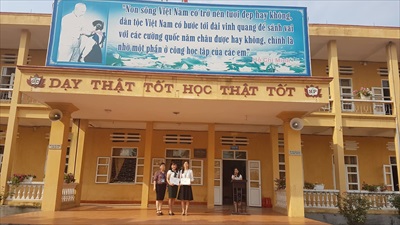 "Non sông Việt Nam có trở nên tươi đẹp hay không,
dân tộc Việt Nam có bước tới đài vinh quang để sánh vai
với các cường quốc năm châu được hay không, chính là
nhờ một phần ở công học tập của các em"
DẠY THẬT TỐT - HỌC THẬT TỐT